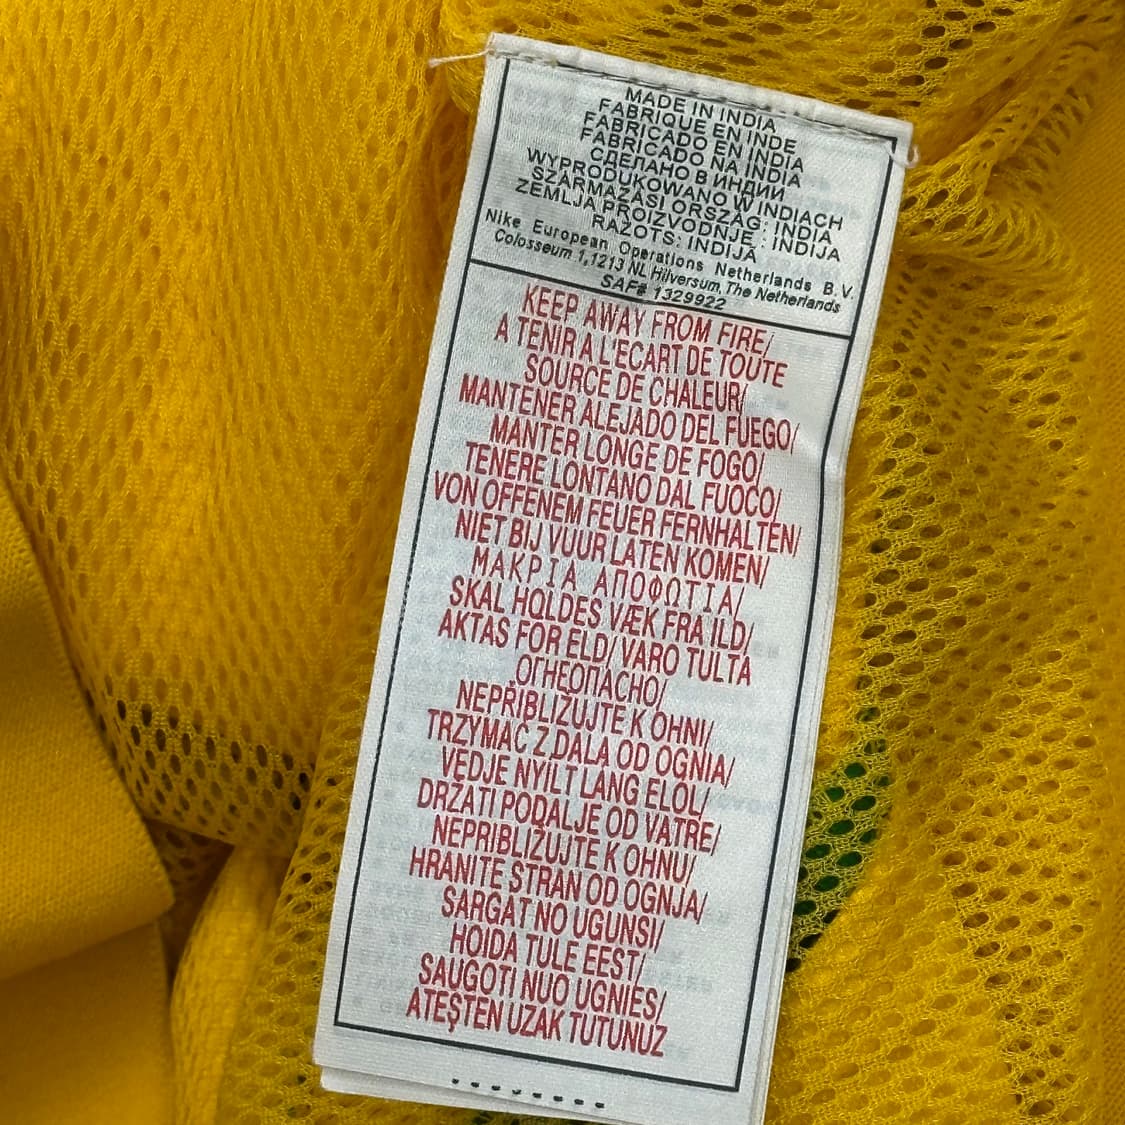 MADE IN INDIA
FABRIQUE EN INDE
FABRICADO EN INDIA
FABRICADO NA INDIA
СДЕЛАНО В ИНДИИ
WYPRODUKOWANO W INDIACH
SZÁRMAZÁSI ORSZÁG: INDIA
ZEMLJA PROIZVODNJE : INDIJA
RAŽOTS: INDIJĀ
Nike European Operations Netherlands B.V.
Colosseum 1,1213 NL Hilversum, The Netherlands
SAF# 1329922
KEEP AWAY FROM FIRE/
A TENIR A L'ECART DE TOUTE
SOURCE DE CHALEUR/
MANTENER ALEJADO DEL FUEGO/
MANTER LONGE DE FOGO/
TENERE LONTANO DAL FUOCO/
VON OFFENEM FEUER FERNHALTEN/
NIET BIJ VUUR LATEN KOMEN/
ΜΑΚΡΙΑ ΑΠΟΦΩΤΙΑ/
SKAL HOLDES VÆK FRA ILD/
AKTAS FOR ELD/ VARO TULTA
ОГНЕОПАСНО/
NEPŘIBLIŽUJTE K OHNI/
TRZYMAĆ Z DALA OD OGNIA/
VEDJE NYILT LANG ELOL/
DRŽATI PODALJE OD VATRE/
NEPRIBLIŽUJTE K OHNU/
HRANITE STRAN OD OGNJA/
SARGĀT NO UGUNSI/
HOIDA TULE EEST/
SAUGOTI NUO UGNIES/
ATEŞTEN UZAK TUTUNUZ